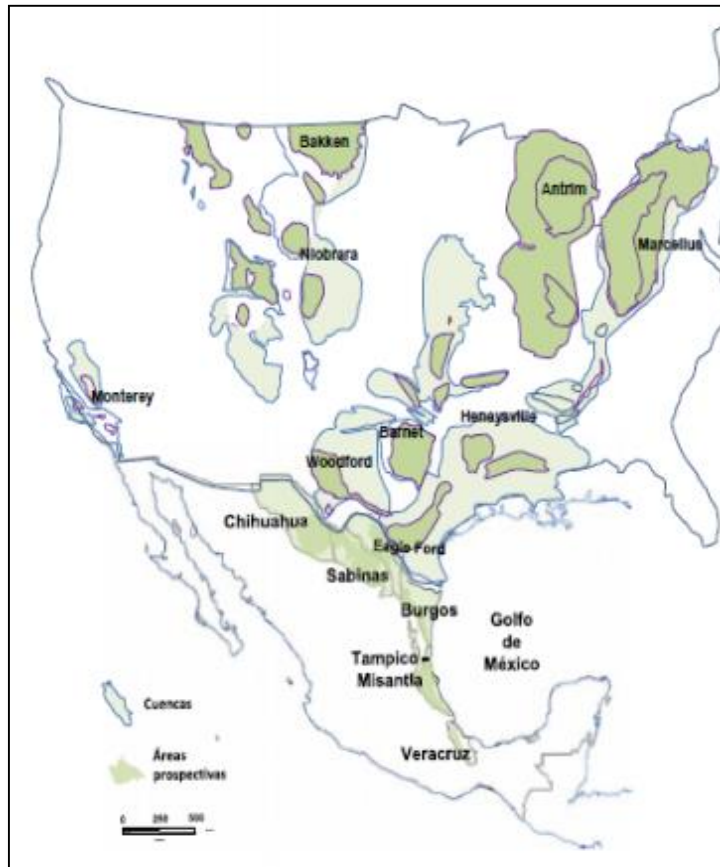 Bakken
Antrim
Marcellus
Niobrara
Monterey
Heneysville
Barnet
Woodford
Chihuahua
Eagle Ford
Sabinas
Burgos
Golfo
de
México
Tampico
Misantla
Cuencas
Veracruz
Áreas
prospectivas
0 250 500